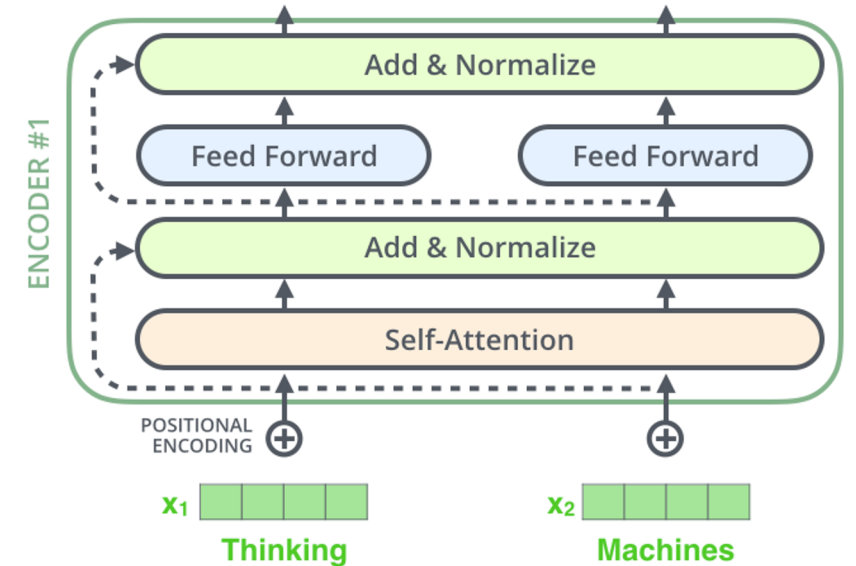 ENCODER #1
Add & Normalize
Feed Forward
Feed Forward
Add & Normalize
Self-Attention
POSITIONAL
ENCODING
x₁
x₂
Thinking
Machines